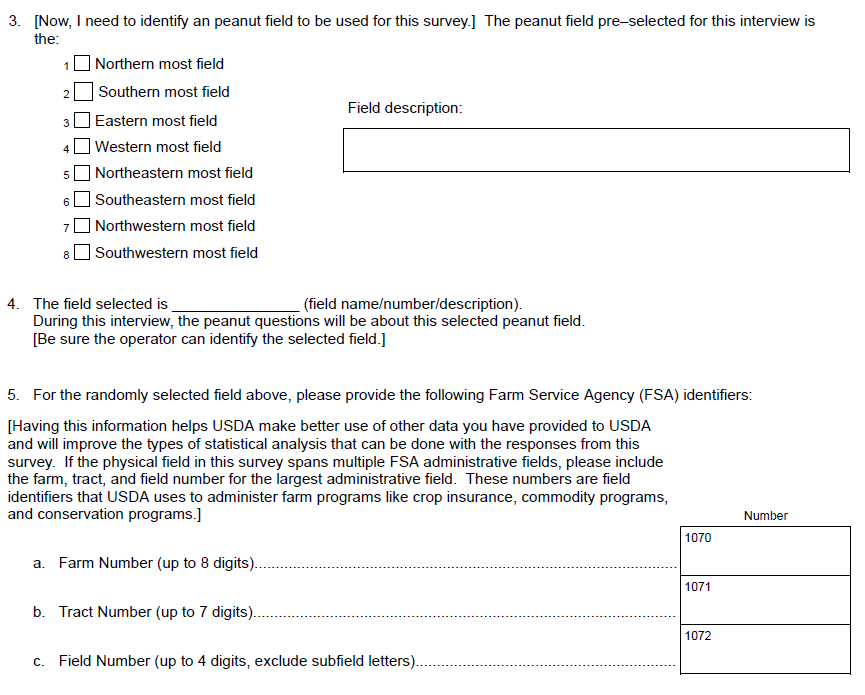 3. [Now, I need to identify an peanut field to be used for this survey.] The peanut field pre–selected for this interview is
the:
1 Northern most field
2 Southern most field
Field description:
3 Eastern most field
4 Western most field
5 Northeastern most field
6 Southeastern most field
7 Northwestern most field
8 Southwestern most field
4. The field selected is _______________ (field name/number/description).
During this interview, the peanut questions will be about this selected peanut field.
[Be sure the operator can identify the selected field.]
5. For the randomly selected field above, please provide the following Farm Service Agency (FSA) identifiers:
[Having this information helps USDA make better use of other data you have provided to USDA
and will improve the types of statistical analysis that can be done with the responses from this
survey. If the physical field in this survey spans multiple FSA administrative fields, please include
the farm, tract, and field number for the largest administrative field. These numbers are field
identifiers that USDA uses to administer farm programs like crop insurance, commodity programs,
and conservation programs.]
Number
1070
a. Farm Number (up to 8 digits)....................................................................................................
1071
b. Tract Number (up to 7 digits)....................................................................................................
1072
c. Field Number (up to 4 digits, exclude subfield letters).............................................................